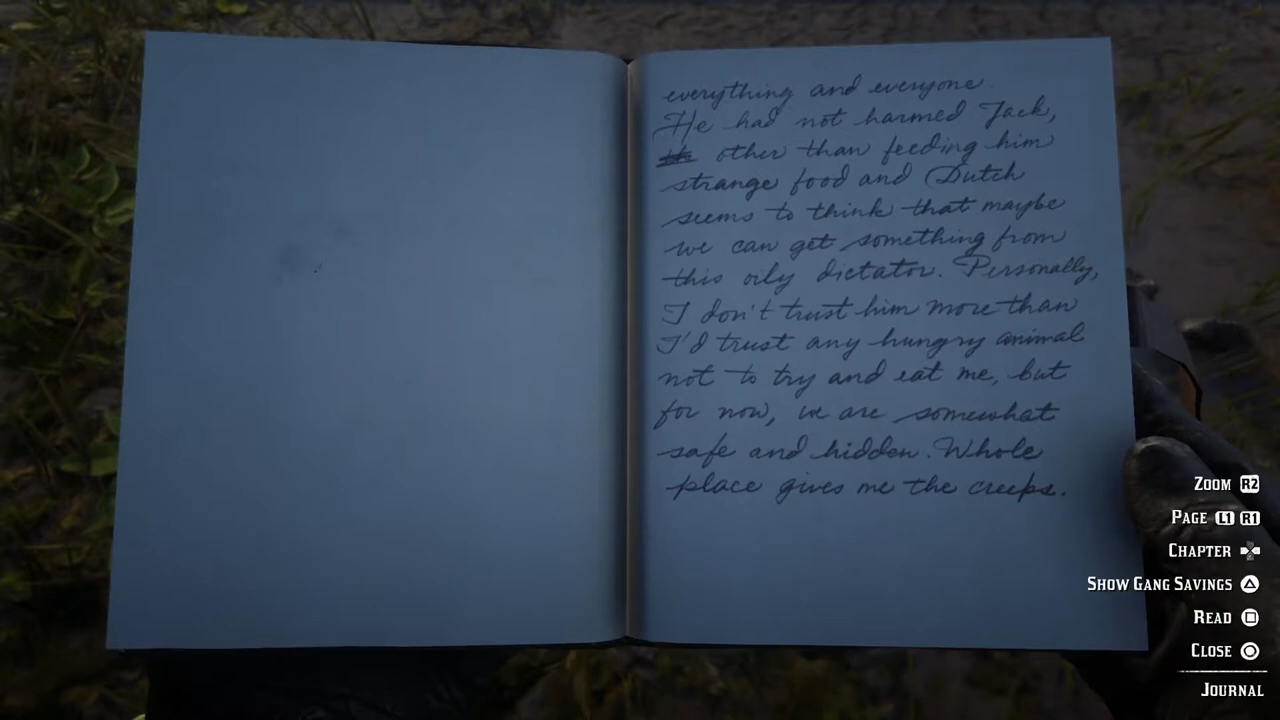 everything and everyone.
He had not harmed Jack,
other than feeding him
strange food and Dutch
seems to think that maybe
we can get something from
this oily dictator. Personally,
I don't trust him more than
I'd trust any hungry animal
not to try and eat me, but
for now, we are somewhat
safe and hidden. Whole
place gives me the creeps.
ZOOM R2
PAGE L1 R1
CHAPTER
SHOW GANG SAVINGS
READ
CLOSE
JOURNAL